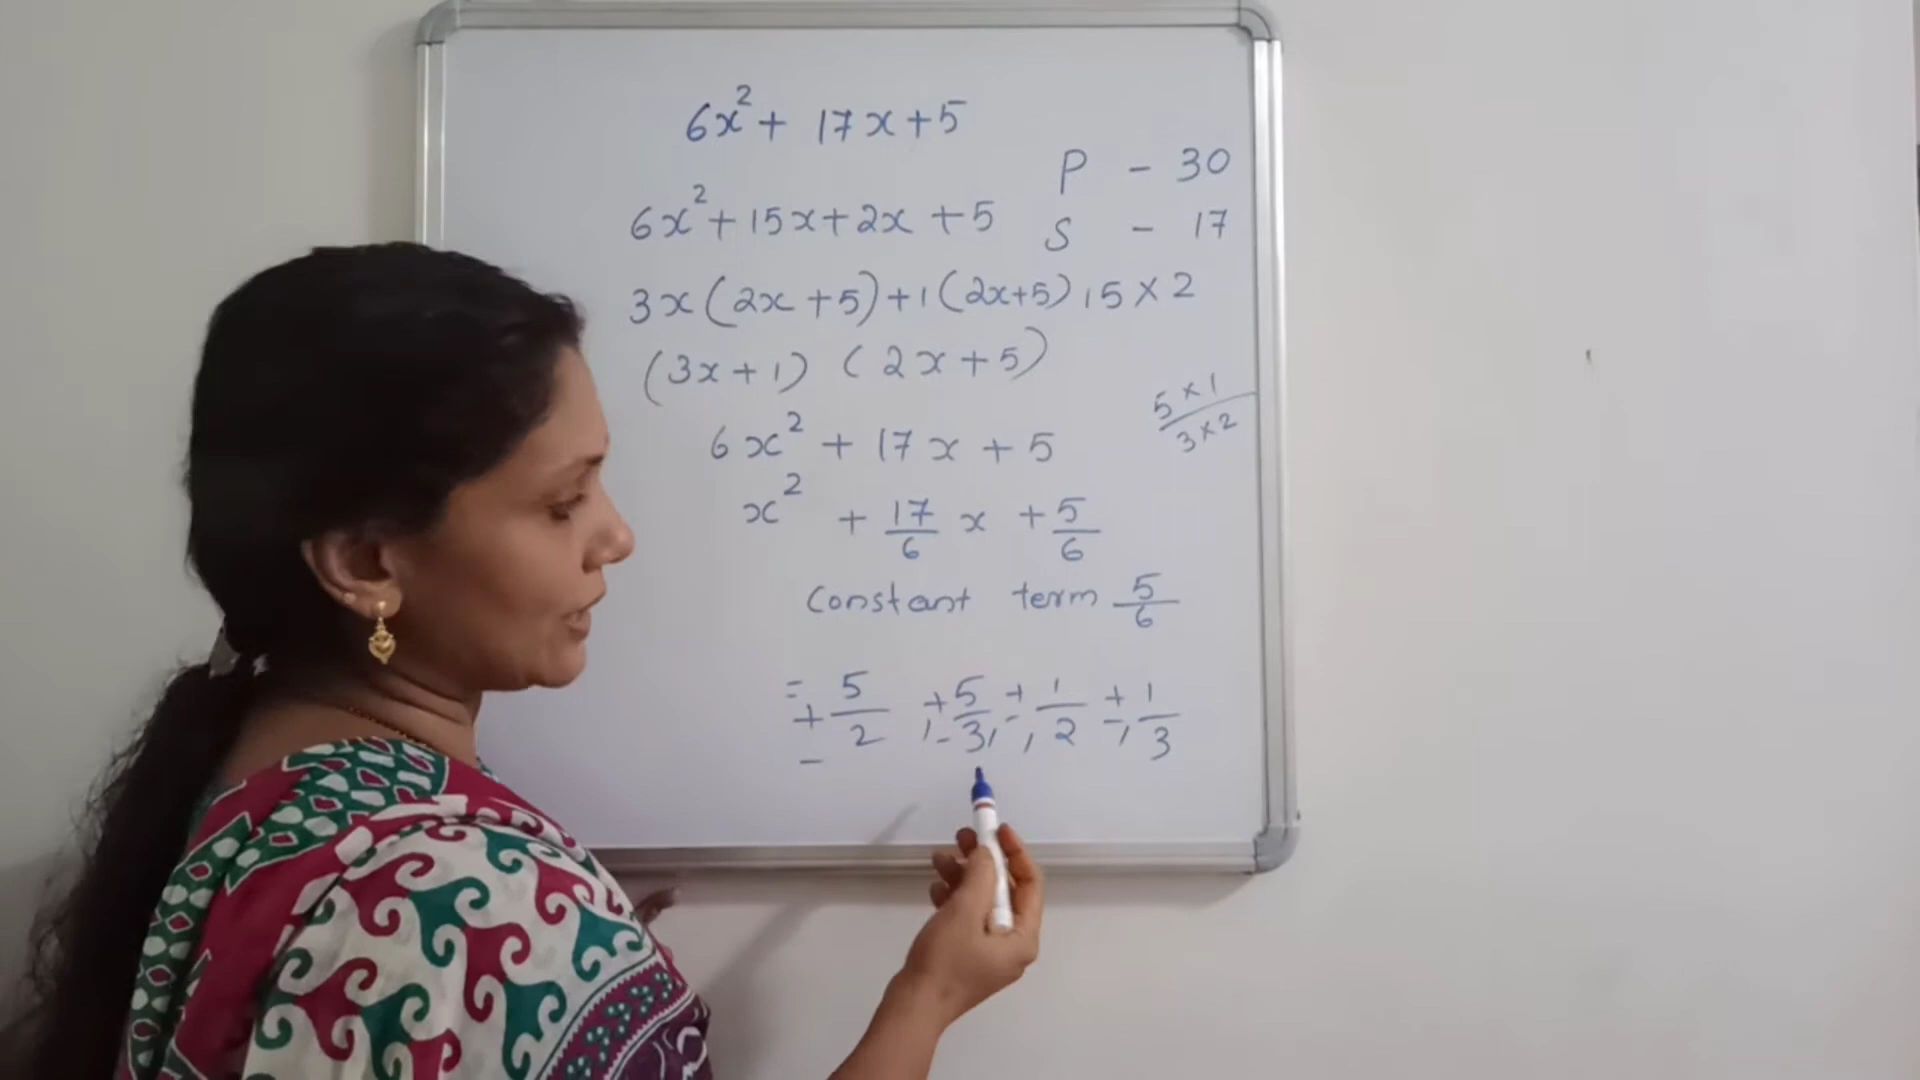 6x² + 17x + 5
P - 30
6x² + 15x + 2x + 5
S - 17
3x (2x + 5) + 1 (2x+5)
15 × 2
(3x + 1) (2x + 5)
5 × 1
3 × 2
6x² + 17x + 5
x² + 17/6 x + 5/6
Constant term 5/6
= ± 5/2, ± 5/3, ± 1/2, ± 1/3